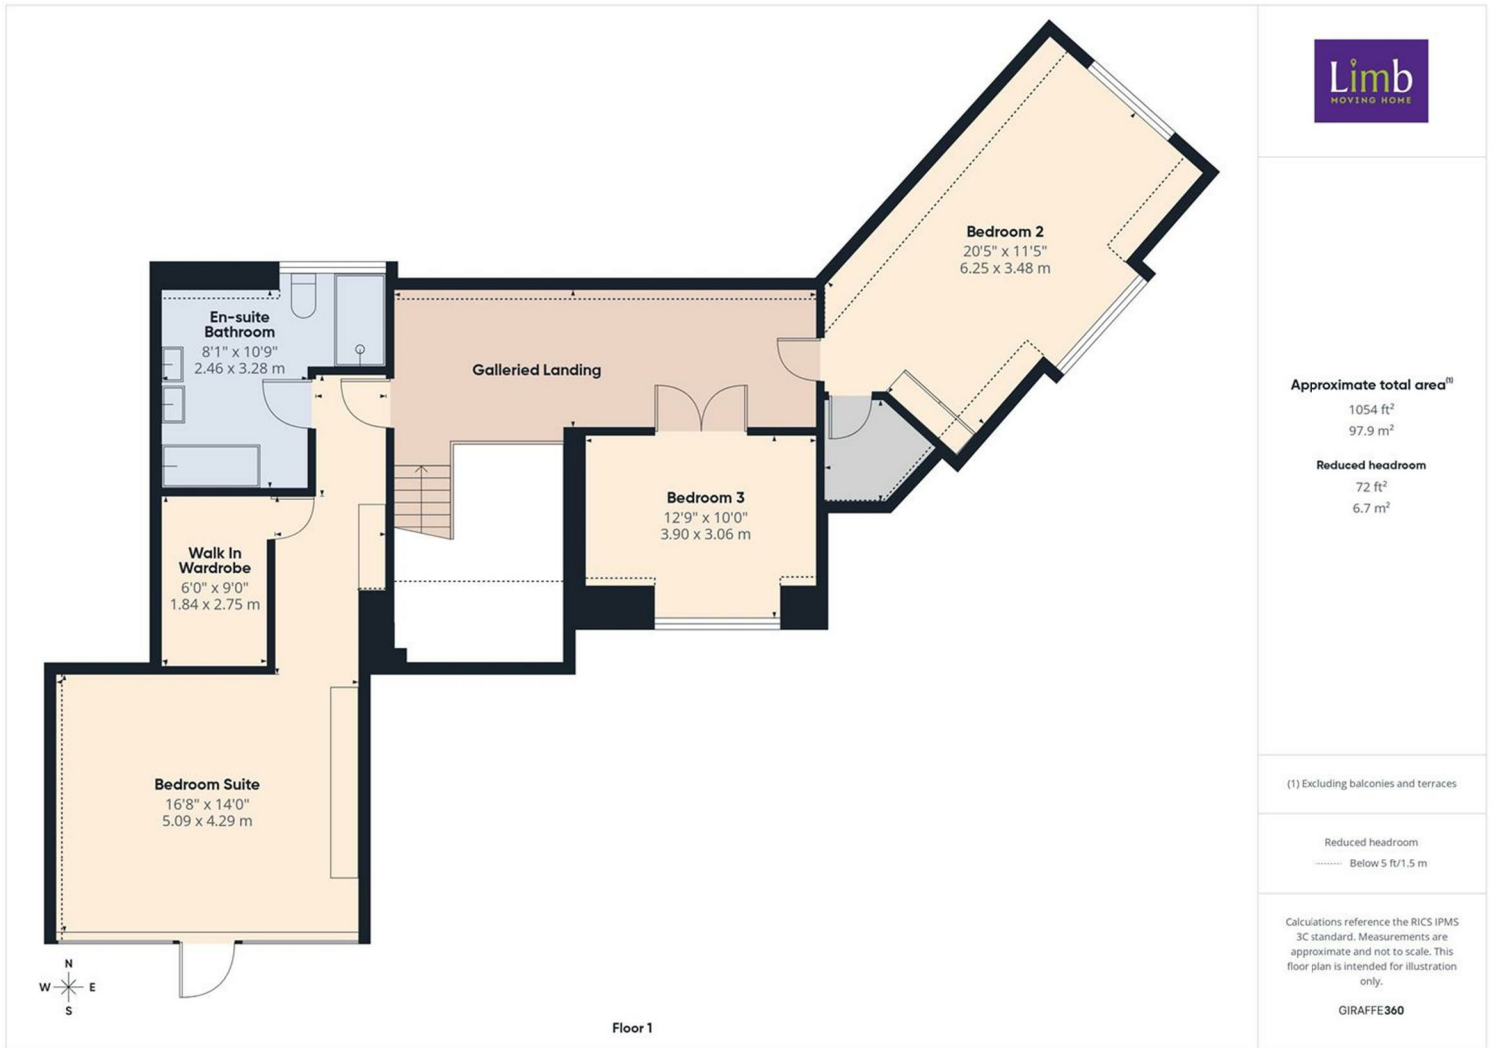 Limb
MOVING HOME
Bedroom 2
20'5" x 11'5"
6.25 x 3.48 m
En-suite
Bathroom
8'1" x 10'9"
2.46 x 3.28 m
Galleried Landing
Bedroom 3
12'9" x 10'0"
3.90 x 3.06 m
Walk In
Wardrobe
6'0" x 9'0"
1.84 x 2.75 m
Bedroom Suite
16'8" x 14'0"
5.09 x 4.29 m
N
W E
S
Floor 1
Approximate total area⁽¹⁾
1054 ft²
97.9 m²
Reduced headroom
72 ft²
6.7 m²
(1) Excluding balconies and terraces
Reduced headroom
Below 5 ft/1.5 m
Calculations reference the RICS IPMS
3C standard. Measurements are
approximate and not to scale. This
floor plan is intended for illustration
only.
GIRAFFE360